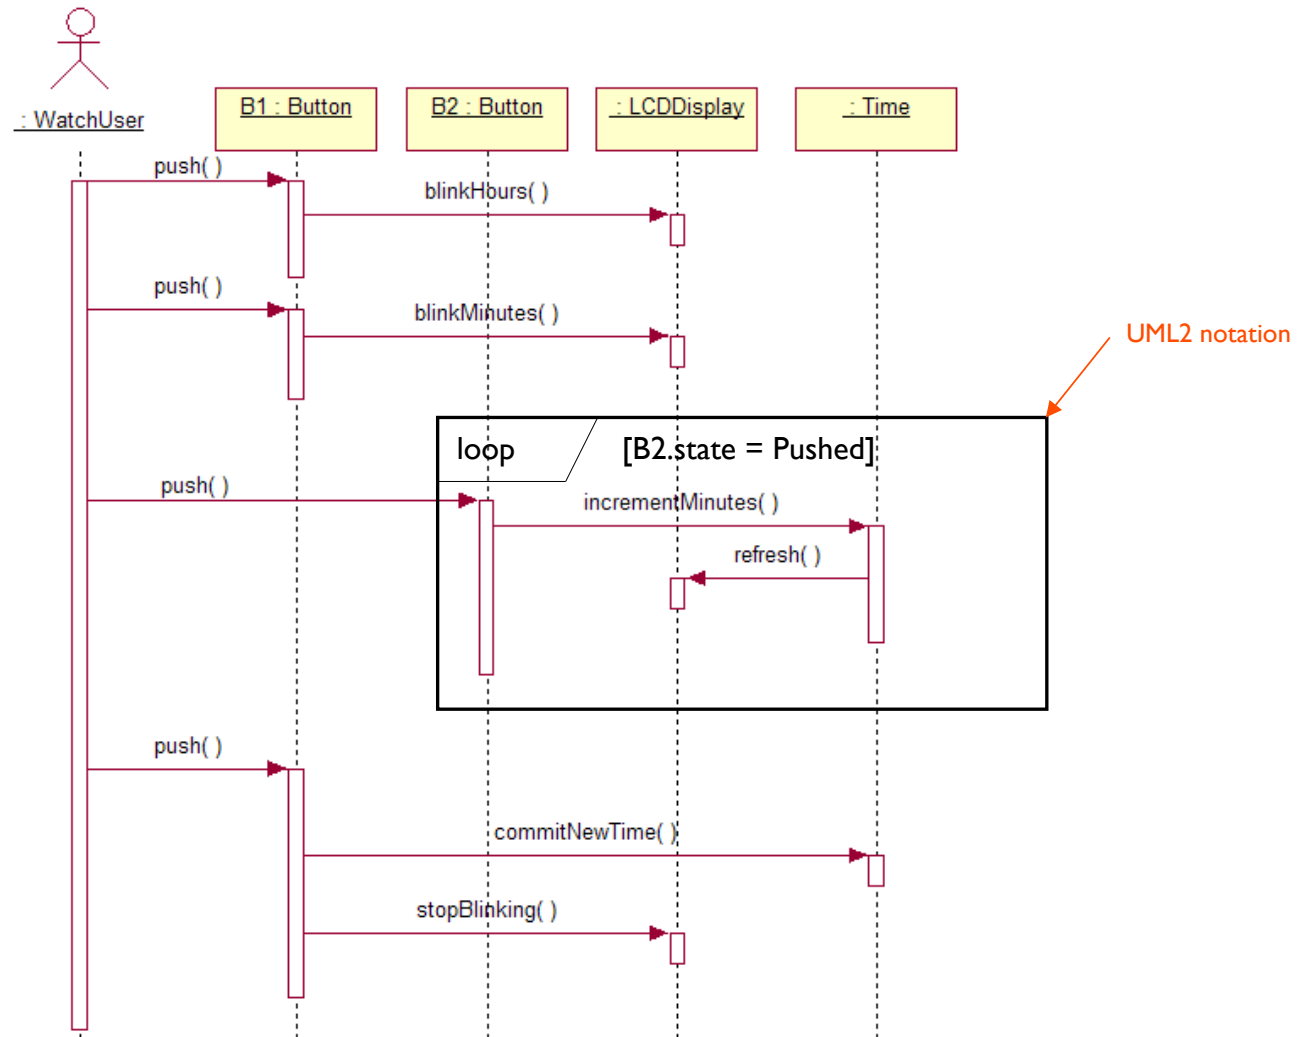 : WatchUser
B1 : Button
B2 : Button
: LCDDisplay
: Time
push( )
blinkHours( )
push( )
blinkMinutes( )
UML2 notation
loop
[B2.state = Pushed]
push( )
incrementMinutes( )
refresh( )
push( )
commitNewTime( )
stopBlinking( )